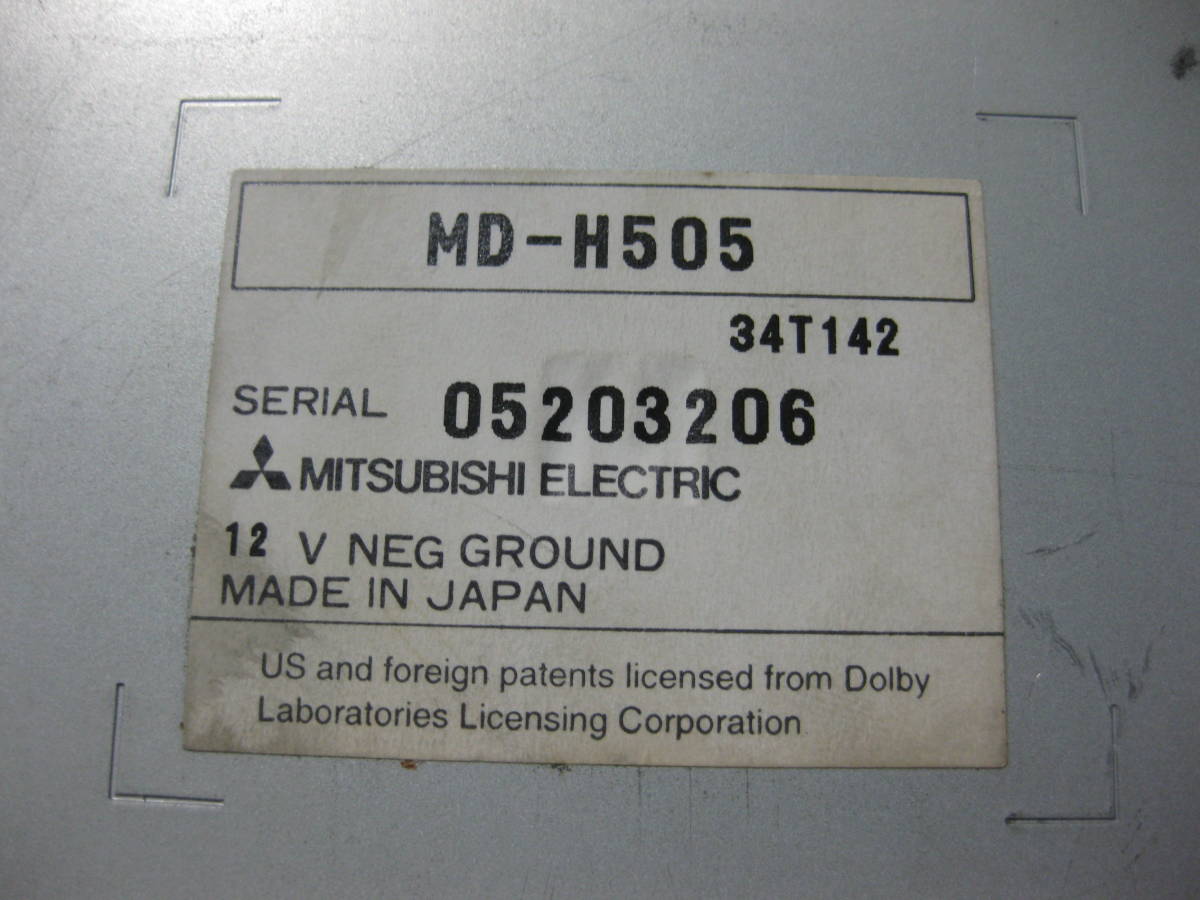 MD-H505
34T142
SERIAL 05203206
MITSUBISHI ELECTRIC
12 V NEG GROUND
MADE IN JAPAN
US and foreign patents licensed from Dolby
Laboratories Licensing Corporation